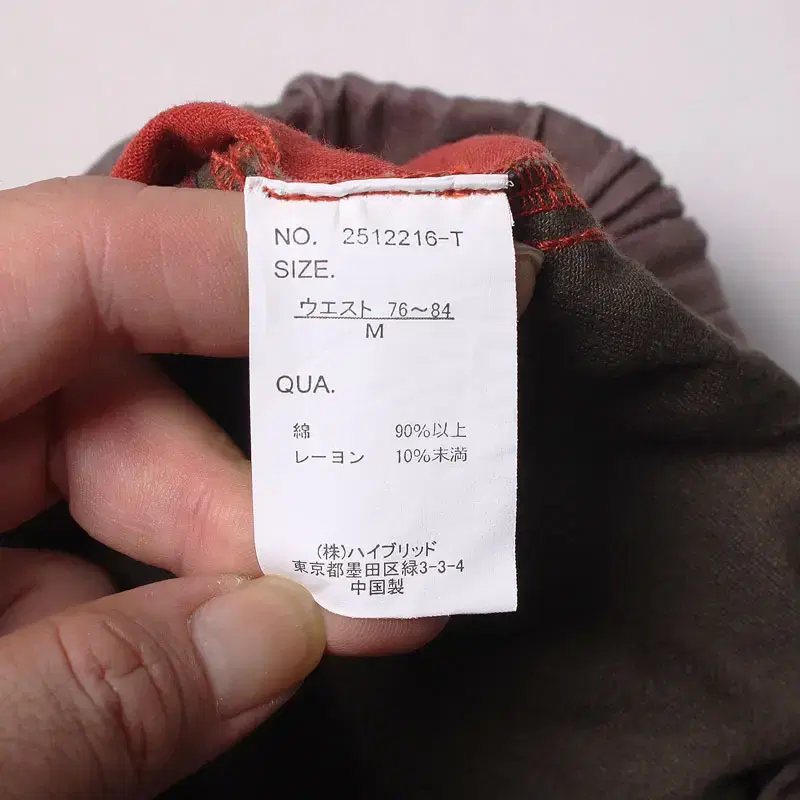 NO. 2512216-T
SIZE.
ウエスト 76～84
M
QUA.
綿 90%以上
レーヨン 10%未満
(株)ハイブリッド
東京都墨田区緑3-3-4
中国製